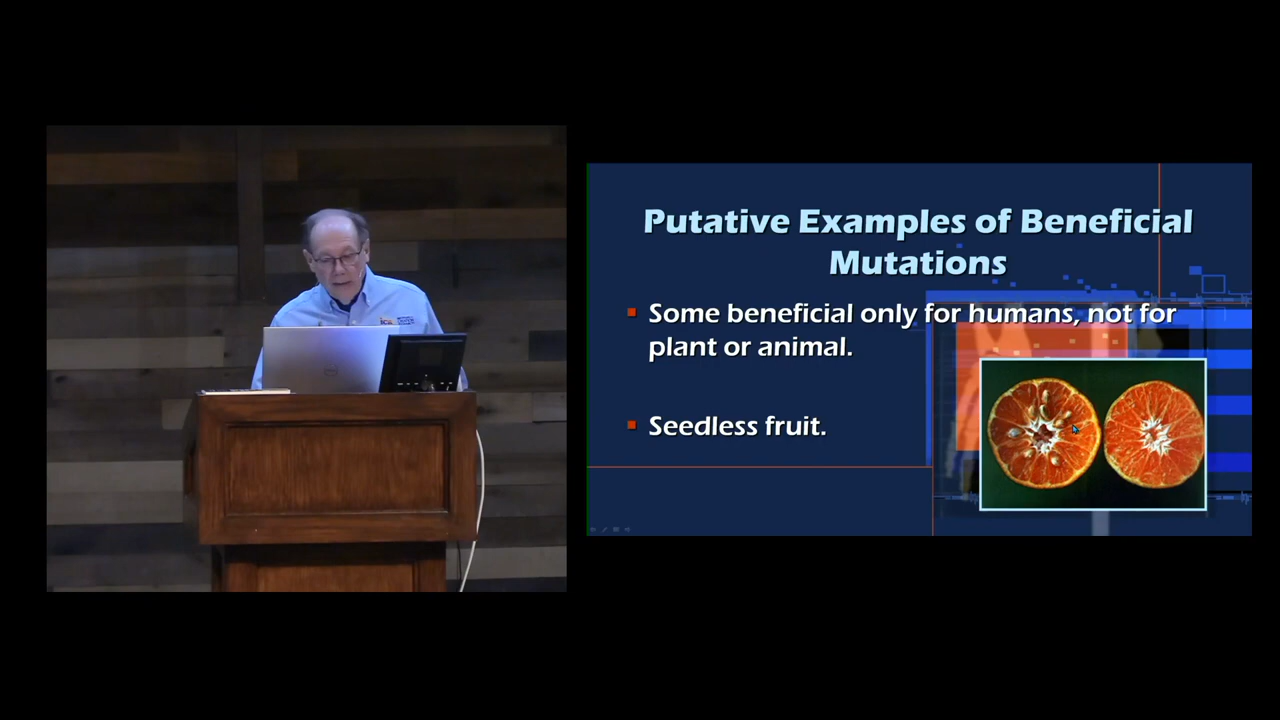 Putative Examples of Beneficial
Mutations
Some beneficial only for humans, not for
plant or animal.
Seedless fruit.